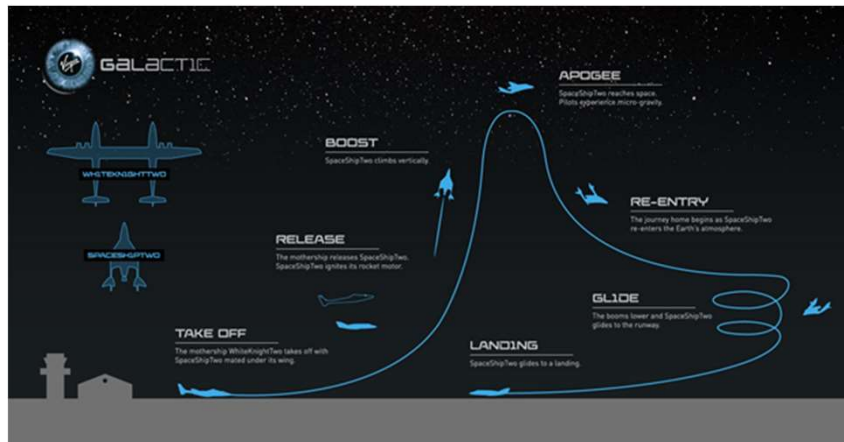 Virgin GALACTIC
APOGEE
SpaceShipTwo reaches space.
Pilots experience micro-gravity.
BOOST
SpaceShipTwo climbs vertically.
WHITEKNIGHTTWO
RE-ENTRY
The journey home begins as SpaceShipTwo
re-enters the Earth's atmosphere.
RELEASE
The mothership releases SpaceShipTwo.
SpaceShipTwo ignites its rocket motor.
SPACESHIPTWO
GLIDE
The booms lower and SpaceShipTwo
glides to the runway.
TAKE OFF
The mothership WhiteKnightTwo takes off with
SpaceShipTwo mated under its wing.
LANDING
SpaceShipTwo glides to a landing.